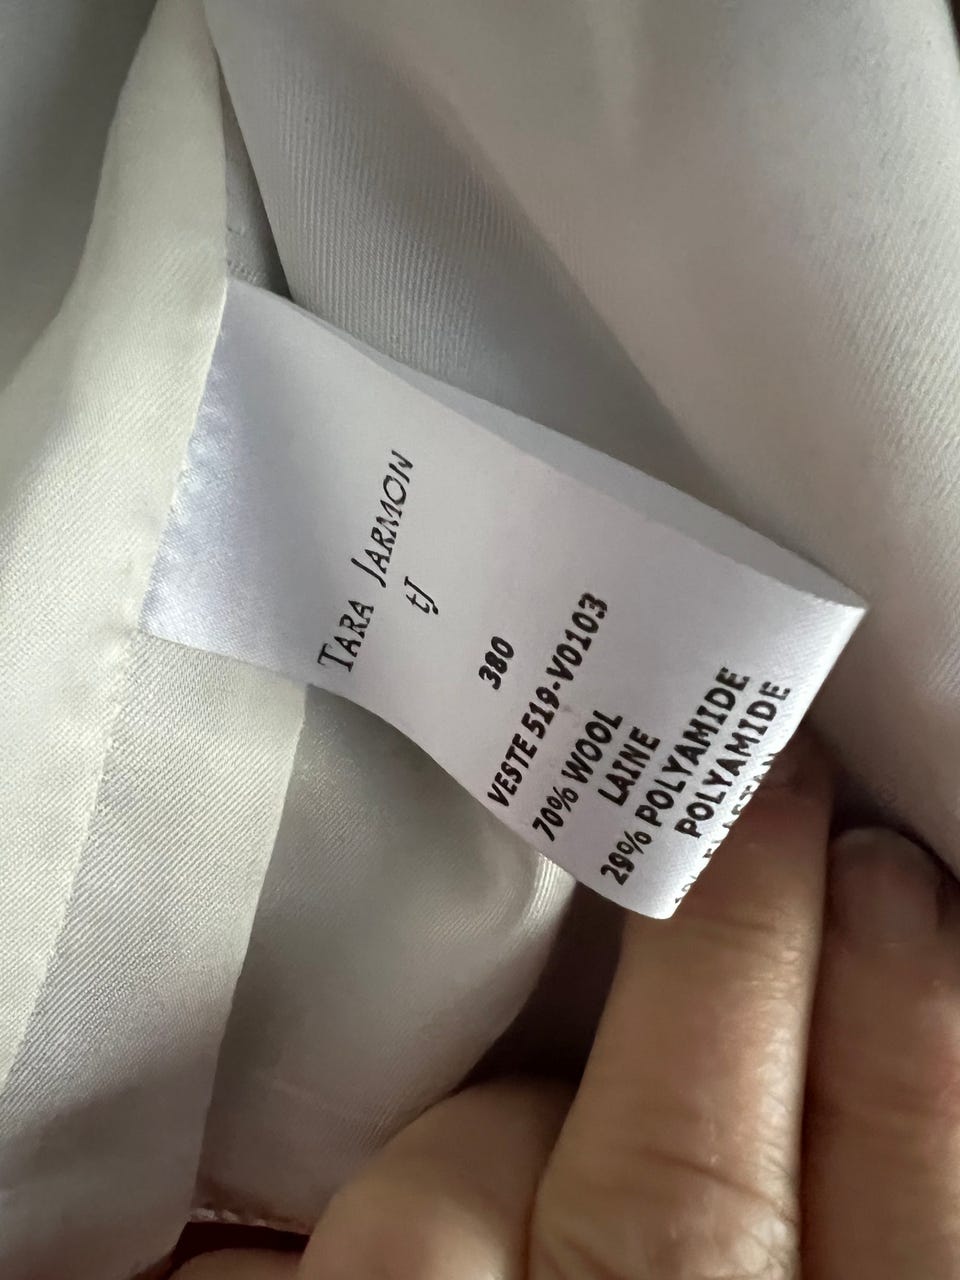 TARA JARMON
tJ
380
VESTE 519-V0103
70% WOOL
LAINE
29% POLYAMIDE
POLYAMIDE